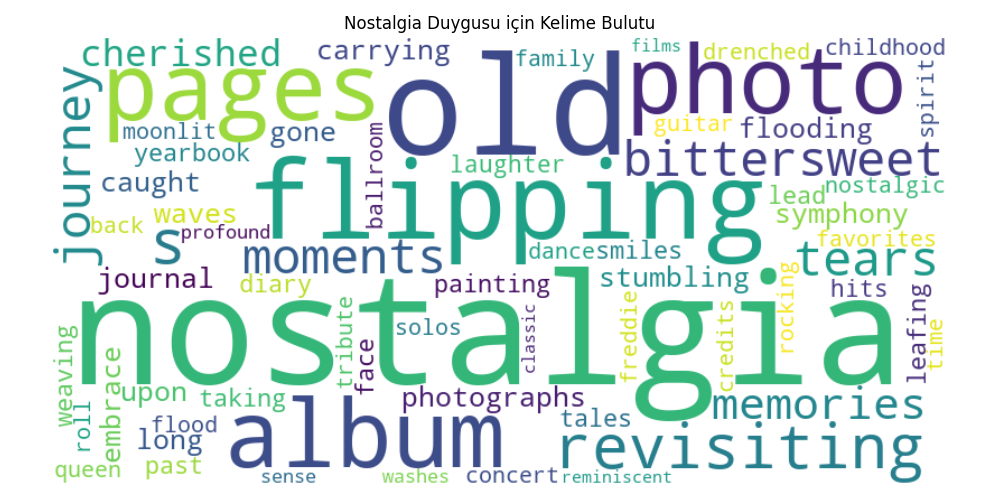 Nostalgia Duygusu için Kelime Bulutu
cherished carrying family films drenched childhood
pages old photo spirit
journey moonlit gone guitar flooding
yearbook ballroom laughter bittersweet
caught flipping lead nostalgic
back waves s profound symphony
moments dance smiles favorites tears
journal diary painting stumbling rocking hits
nostalgia
tribute solos classic freddie credits leafing time
weaving embrace face
upon taking photographs memories
roll flood long album tales revisiting
queen past sense washes concert reminiscent